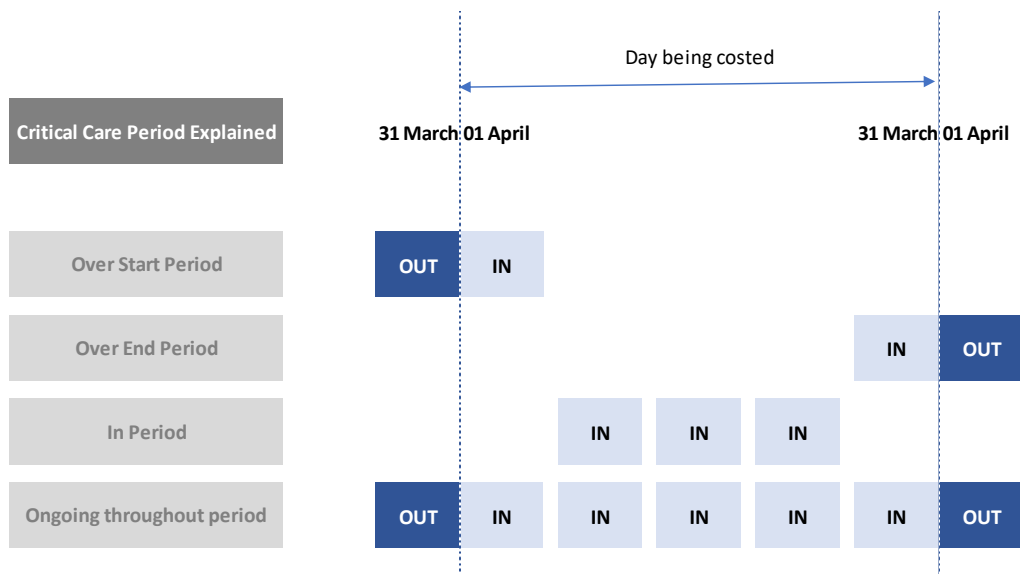 Day being costed
Critical Care Period Explained
31 March 01 April
31 March 01 April
Over Start Period
OUT IN
Over End Period
IN OUT
In Period
IN IN IN
Ongoing throughout period
OUT IN IN IN IN IN OUT